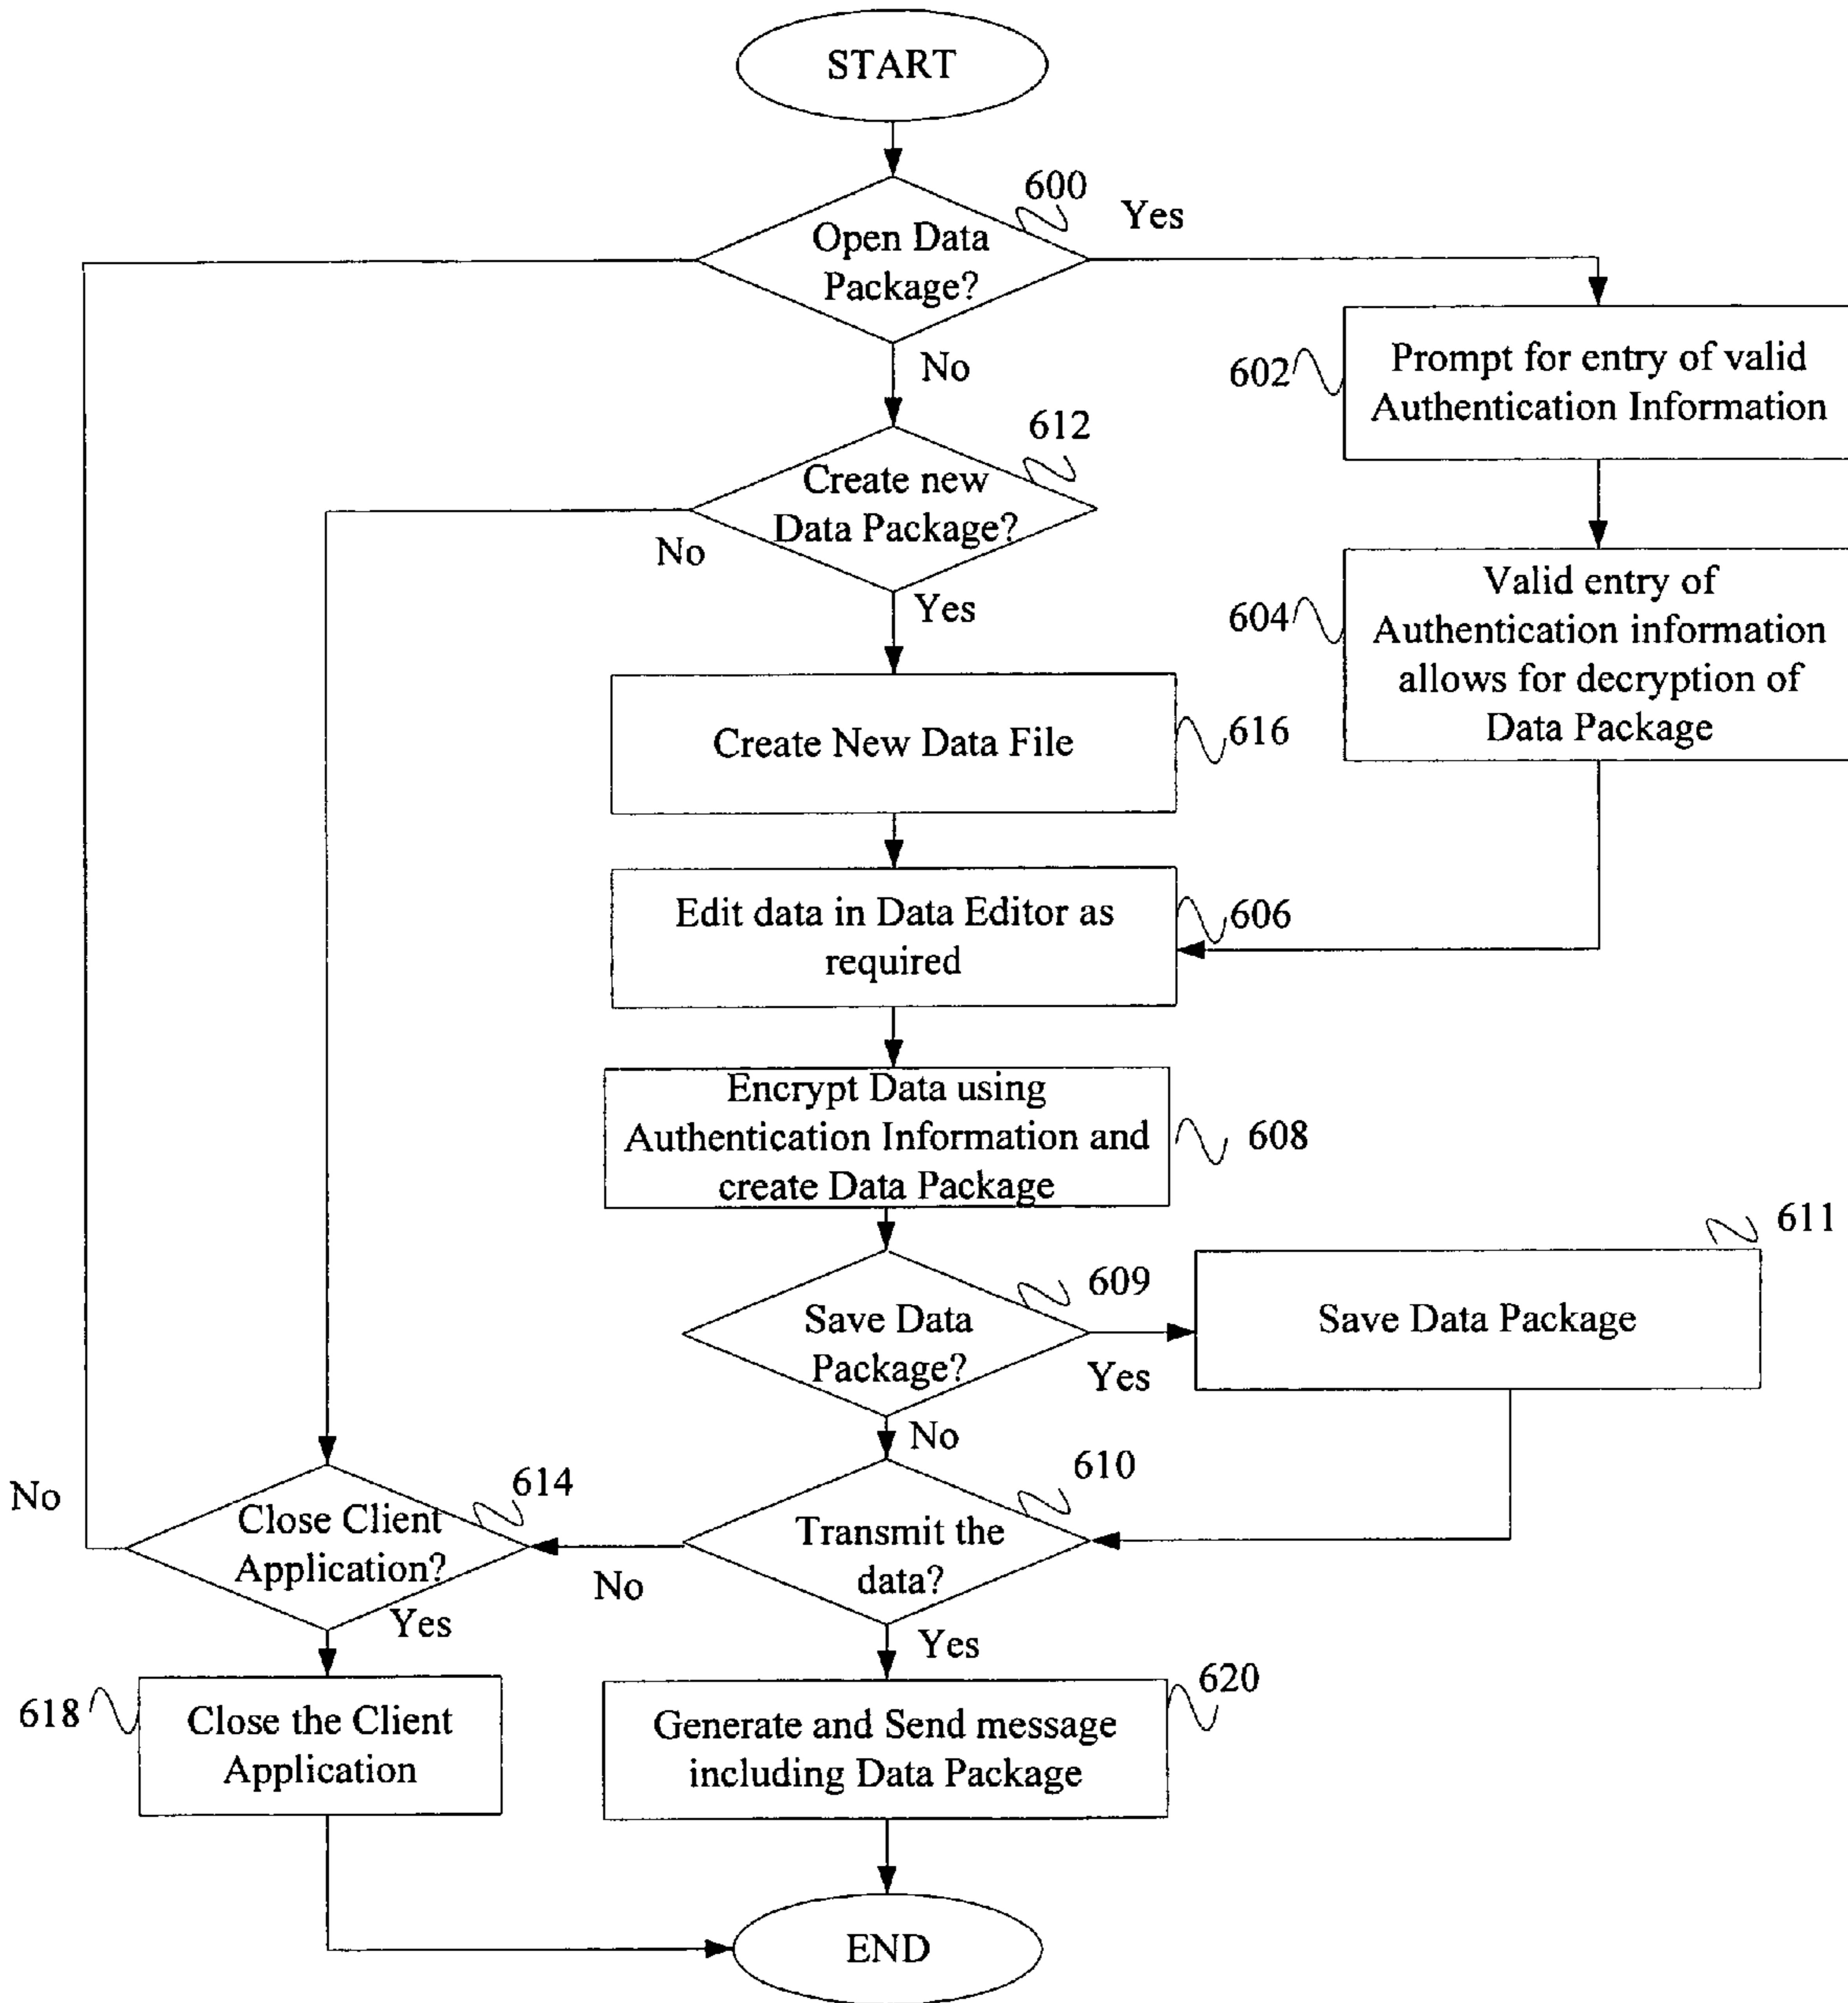 START
600
Yes
Open Data
Package?
No
602
Prompt for entry of valid
Authentication Information
612
Create new
Data Package?
No
Yes
604
Valid entry of
Authentication information
allows for decryption of
Data Package
Create New Data File
616
Edit data in Data Editor as
required
606
Encrypt Data using
Authentication Information and
create Data Package
608
611
609
Save Data
Package?
Yes
Save Data Package
No
No
614
Close Client
Application?
610
Transmit the
data?
No
Yes
Yes
618
Close the Client
Application
620
Generate and Send message
including Data Package
END